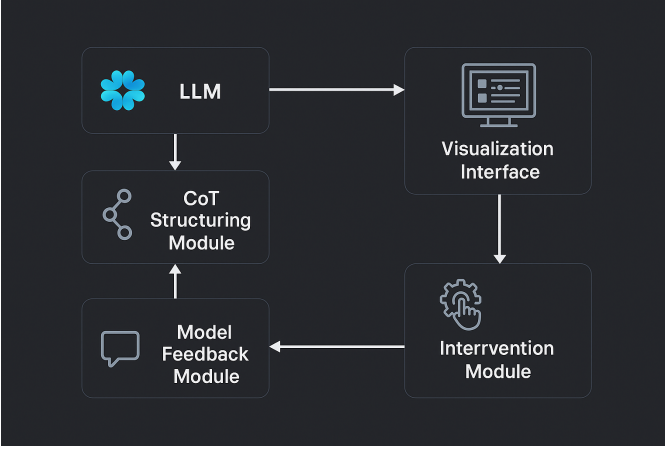 LLM
Visualization
Interface
CoT
Structuring
Module
Model
Feedback
Module
Interrvention
Module